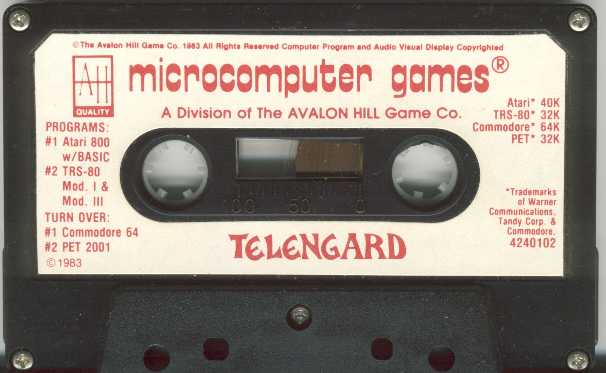 ©The Avalon Hill Game Co. 1983 All Rights Reserved Computer Program and Audio Visual Display Copyrighted
AH
QUALITY
microcomputer games®
A Division of The AVALON HILL Game Co.
PROGRAMS:
#1 Atari 800
w/BASIC
#2 TRS-80
Mod. I &
Mod. III
TURN OVER:
#1 Commodore 64
#2 PET 2001
©1983
100 50 0
TELENGARD
Atari* 40K
TRS-80* 32K
Commodore* 64K
PET* 32K
*Trademarks
of Warner
Communications,
Tandy Corp. &
Commodore.
4240102